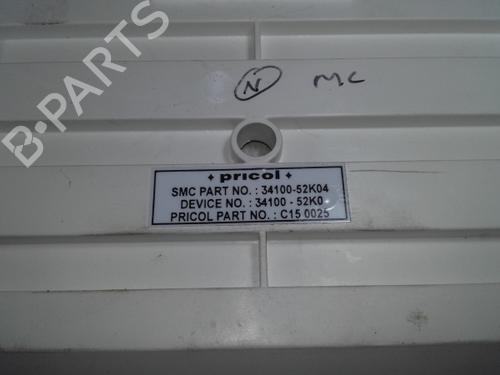 B-PARTS
N MC
pricol
SMC PART NO. : 34100-52K04
DEVICE NO. : 34100 - 52K0
PRICOL PART NO. : C15 0025